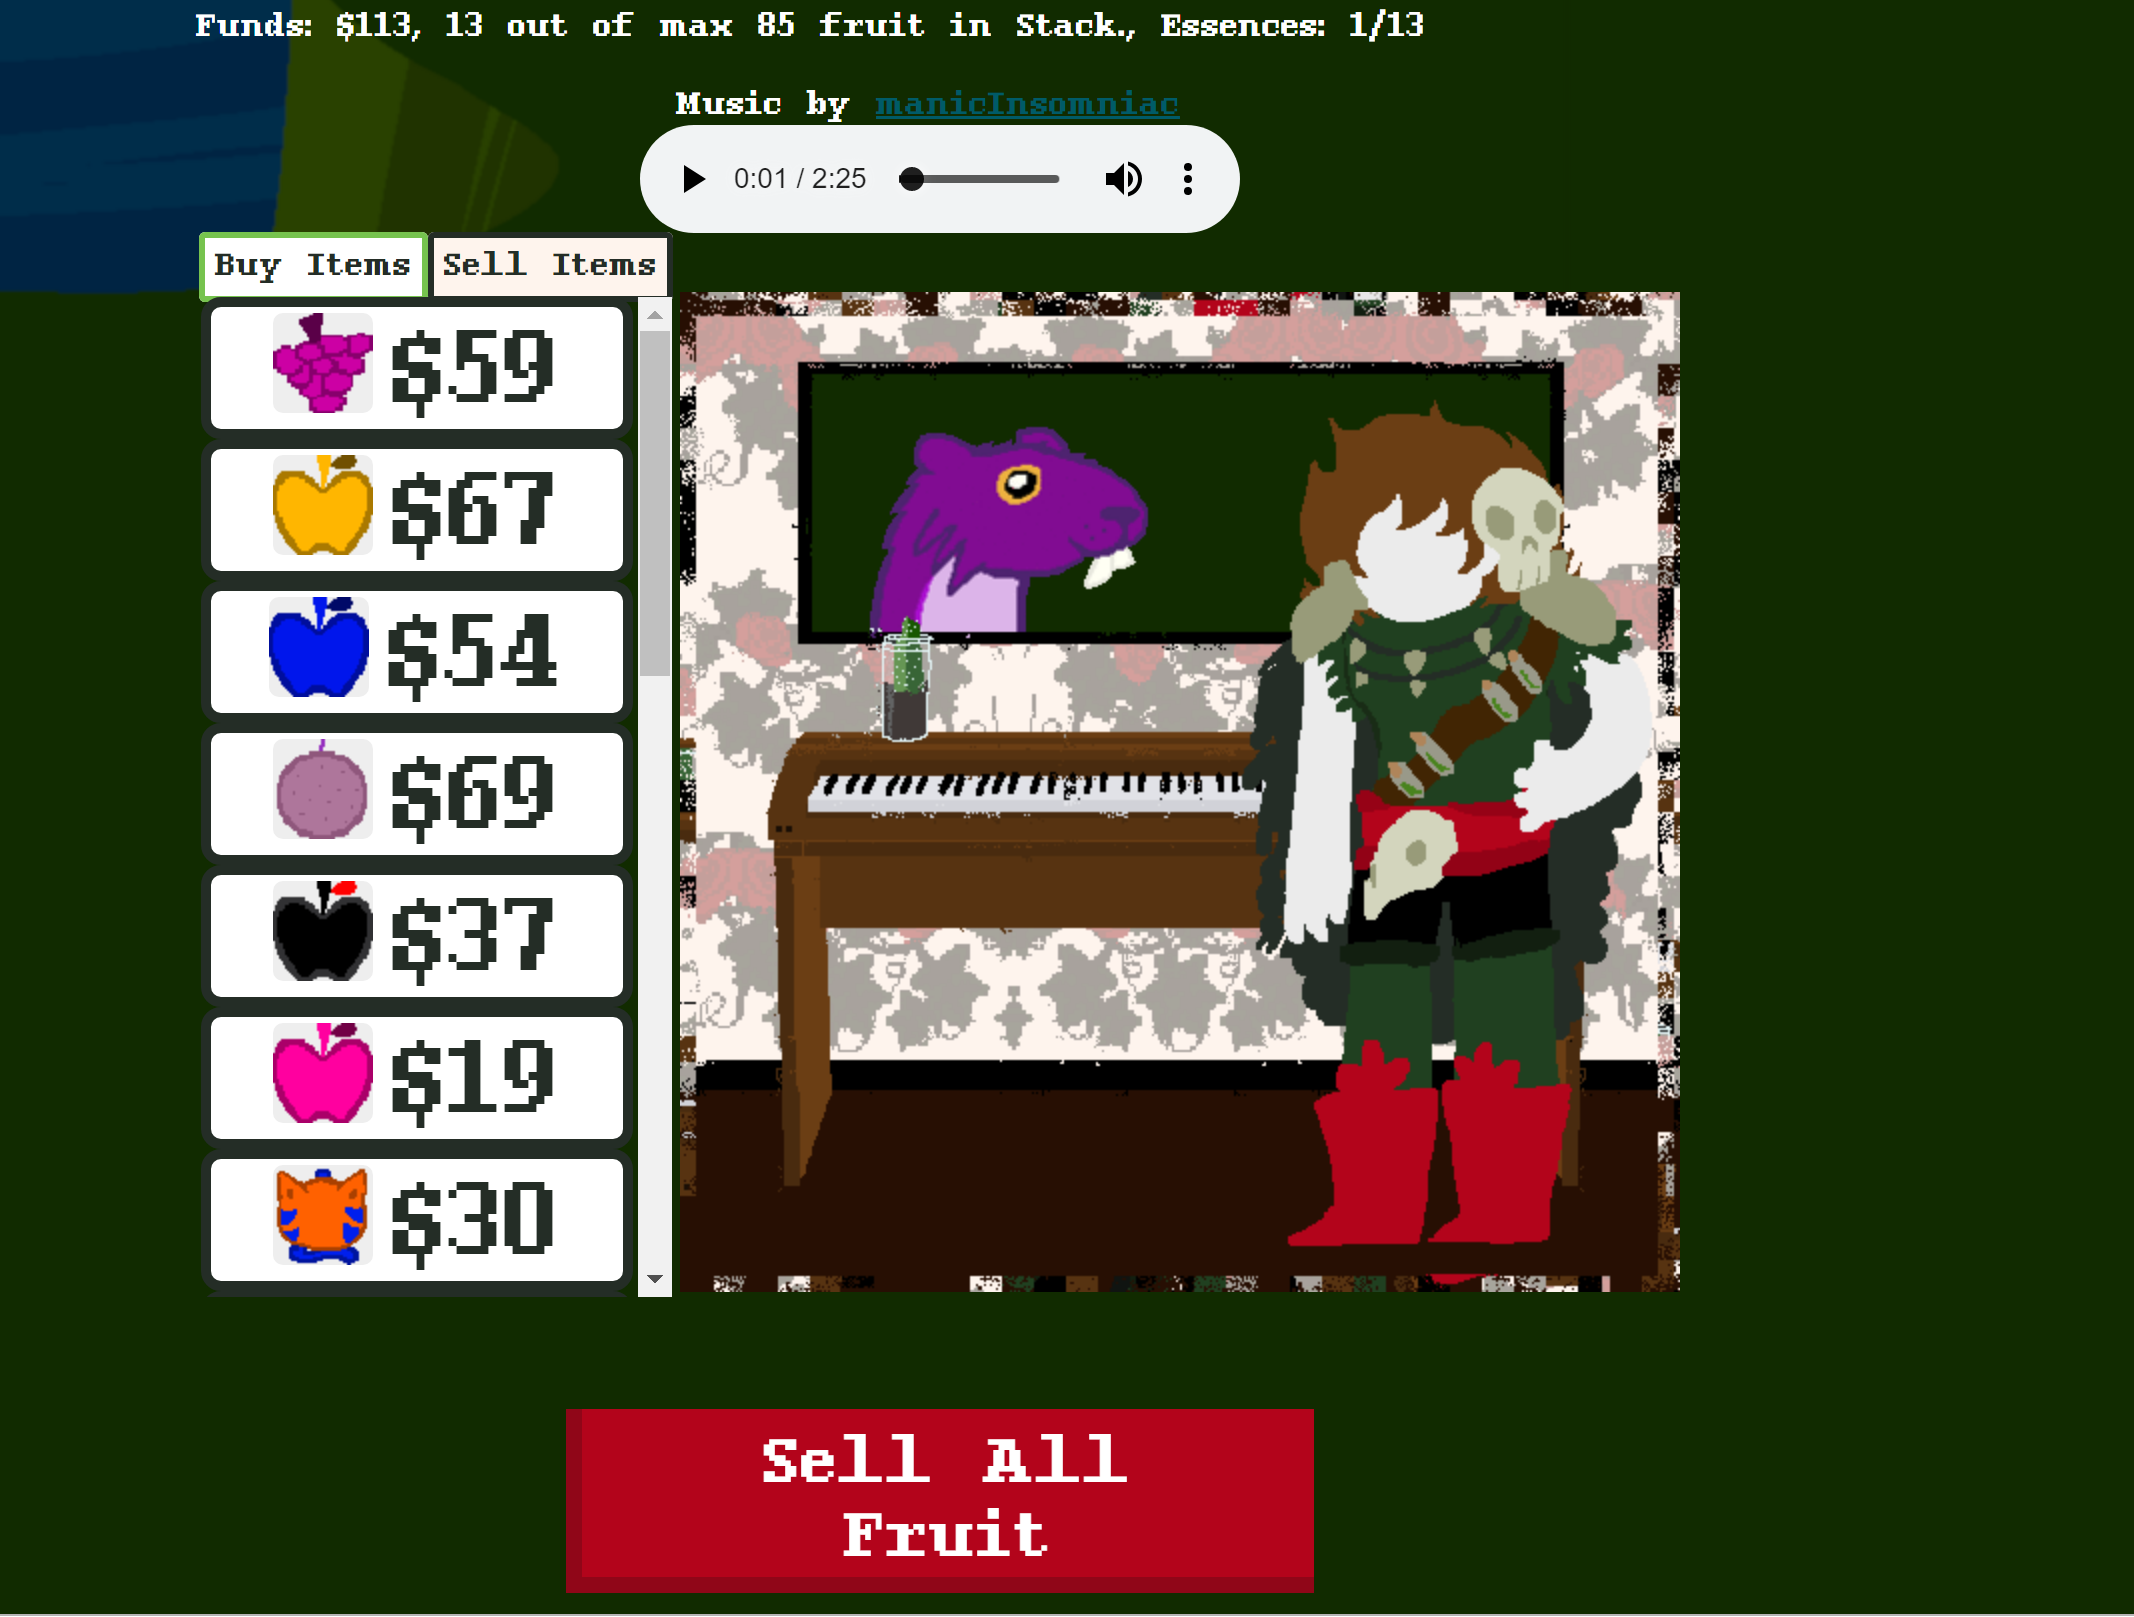 Funds: $113, 13 out of max 85 fruit in Stack., Essences: 1/13
Music by manicInsomniac
0:01 / 2:25
Buy Items
Sell Items
$59
$67
$54
$69
$37
$19
$30
Sell All
Fruit